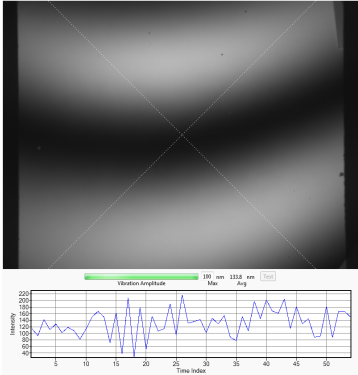 100 nm 133.8 nm Test
Vibration Amplitude Max Avg
220
200
180
160
140
120
100
80
60
40
Intensity
5 10 15 20 25 30 35 40 45 50
Time Index